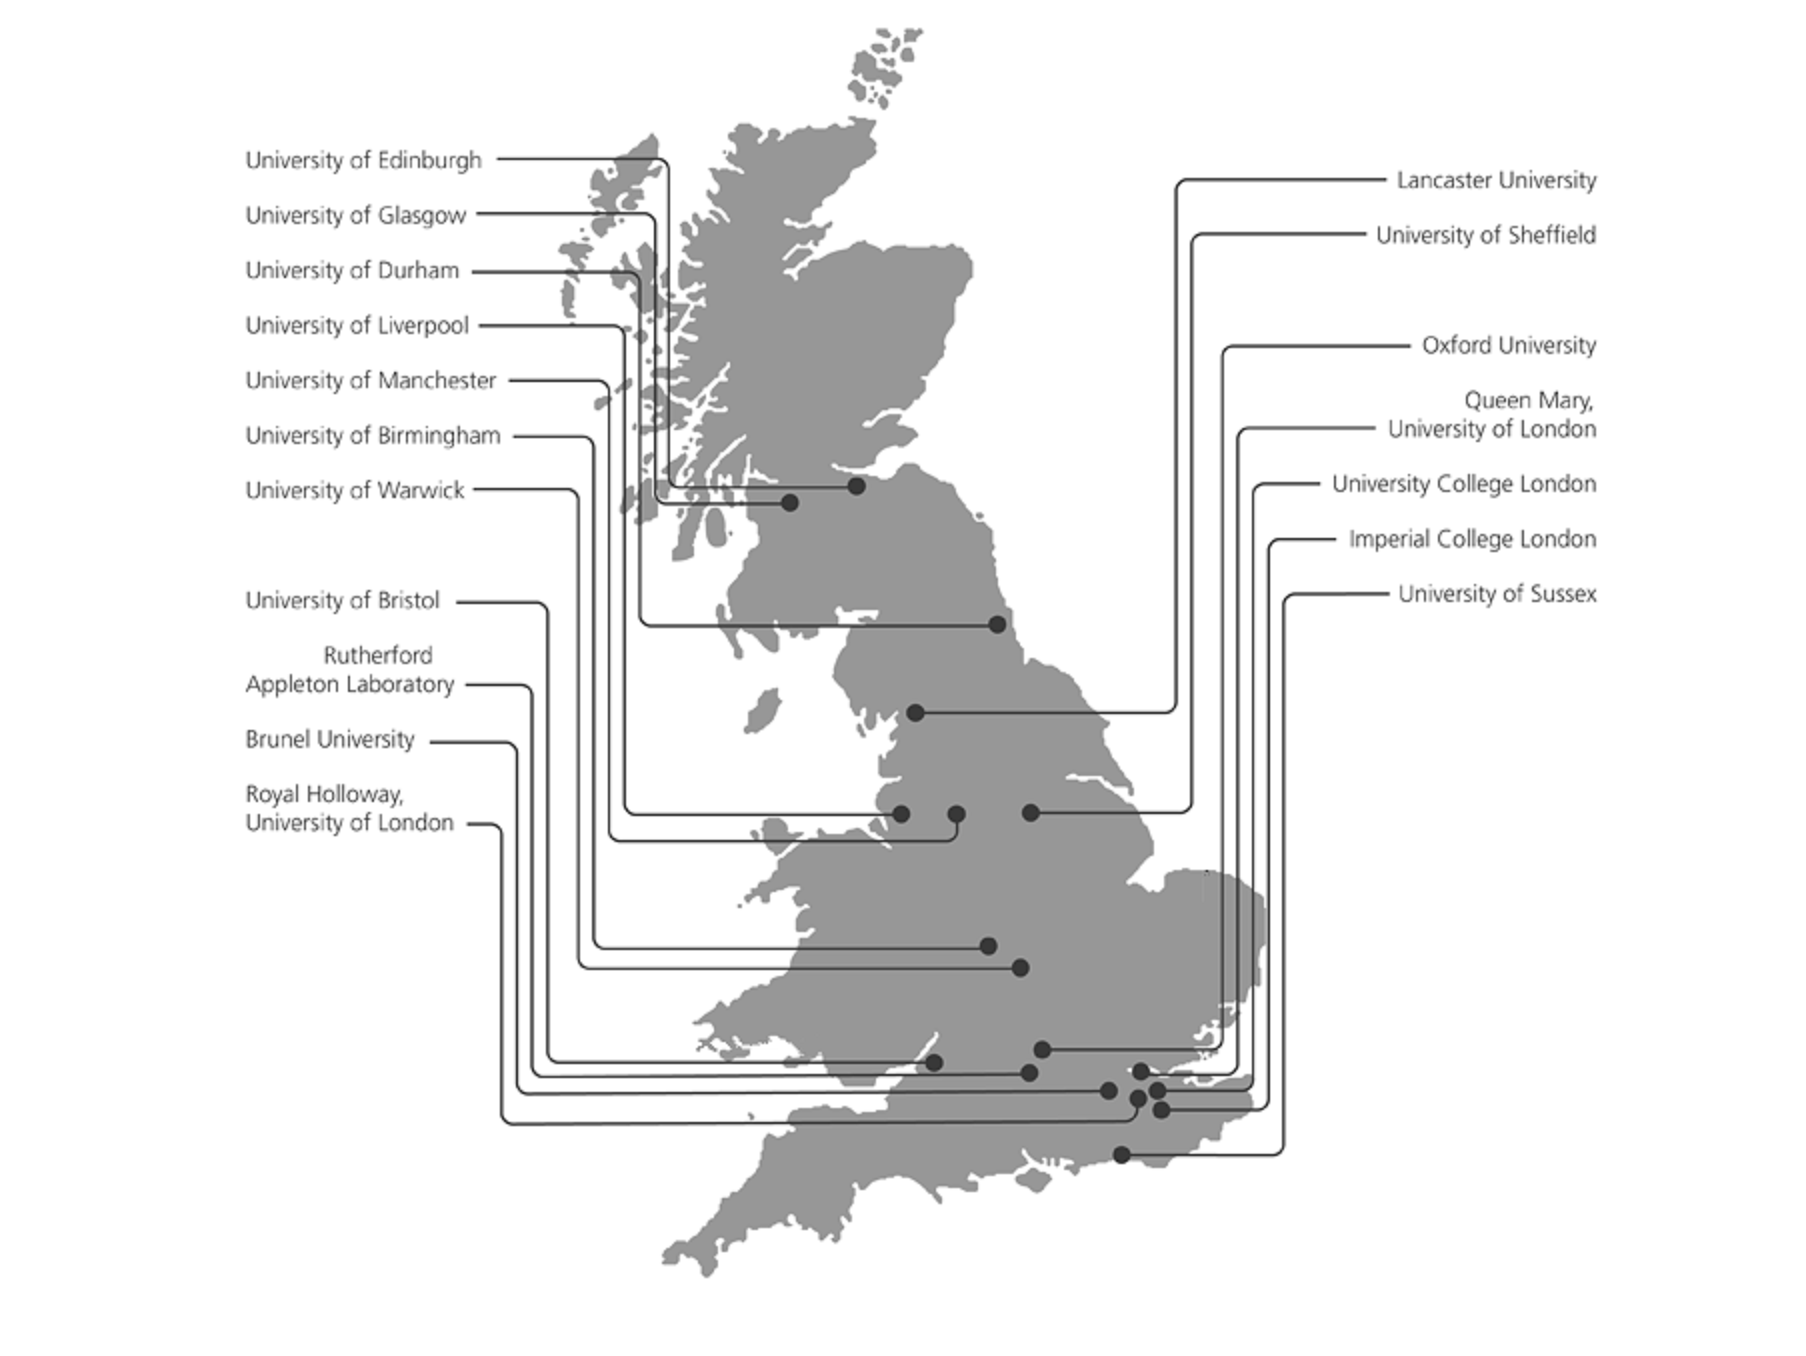 University of Edinburgh
University of Glasgow
University of Durham
University of Liverpool
University of Manchester
University of Birmingham
University of Warwick
University of Bristol
Rutherford
Appleton Laboratory
Brunel University
Royal Holloway,
University of London
Lancaster University
University of Sheffield
Oxford University
Queen Mary,
University of London
University College London
Imperial College London
University of Sussex